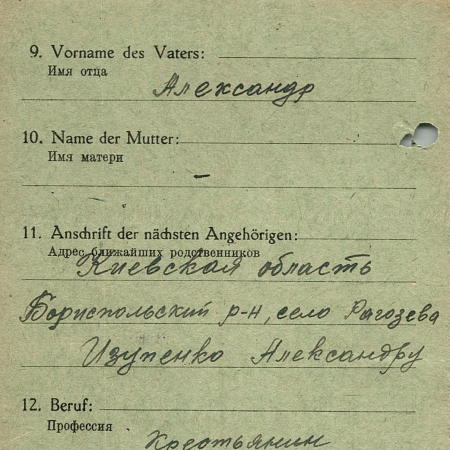 9. Vorname des Vaters:
Имя отца
Александр
10. Name der Mutter:
Имя матери
–
11. Anschrift der nächsten Angehörigen:
Адрес ближайших родственников
Киевская область
Бориспольский р-н, село Рагозева
Изупенко Александру
12. Beruf:
Профессия
Крестьянин